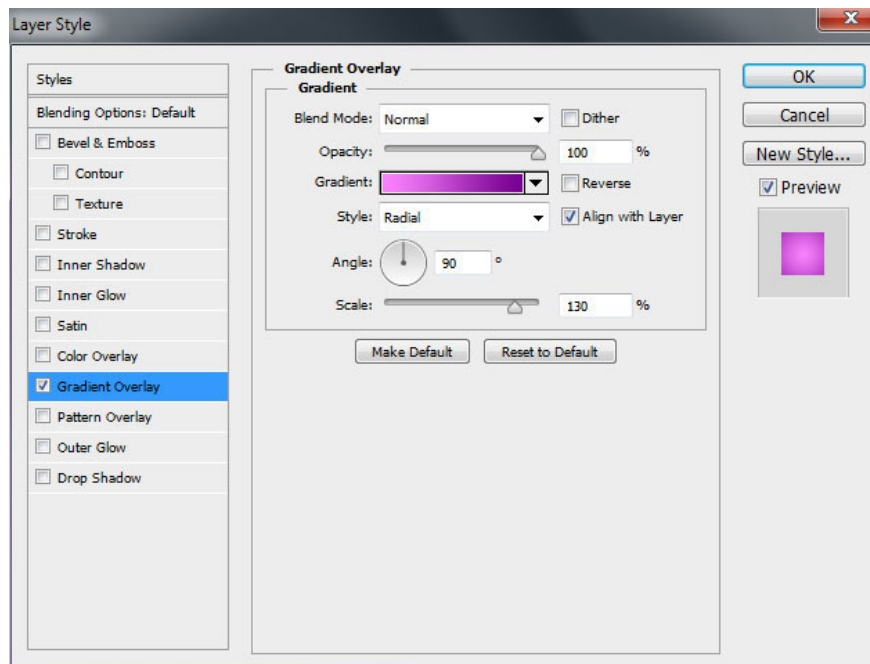 Layer Style
X
Styles
Blending Options: Default
Bevel & Emboss
Contour
Texture
Stroke
Inner Shadow
Inner Glow
Satin
Color Overlay
Gradient Overlay
Pattern Overlay
Outer Glow
Drop Shadow
Gradient Overlay
Gradient
Blend Mode: Normal Dither
Opacity: 100 %
Gradient: Reverse
Style: Radial Align with Layer
Angle: 90 °
Scale: 130 %
Make Default Reset to Default
OK
Cancel
New Style...
Preview